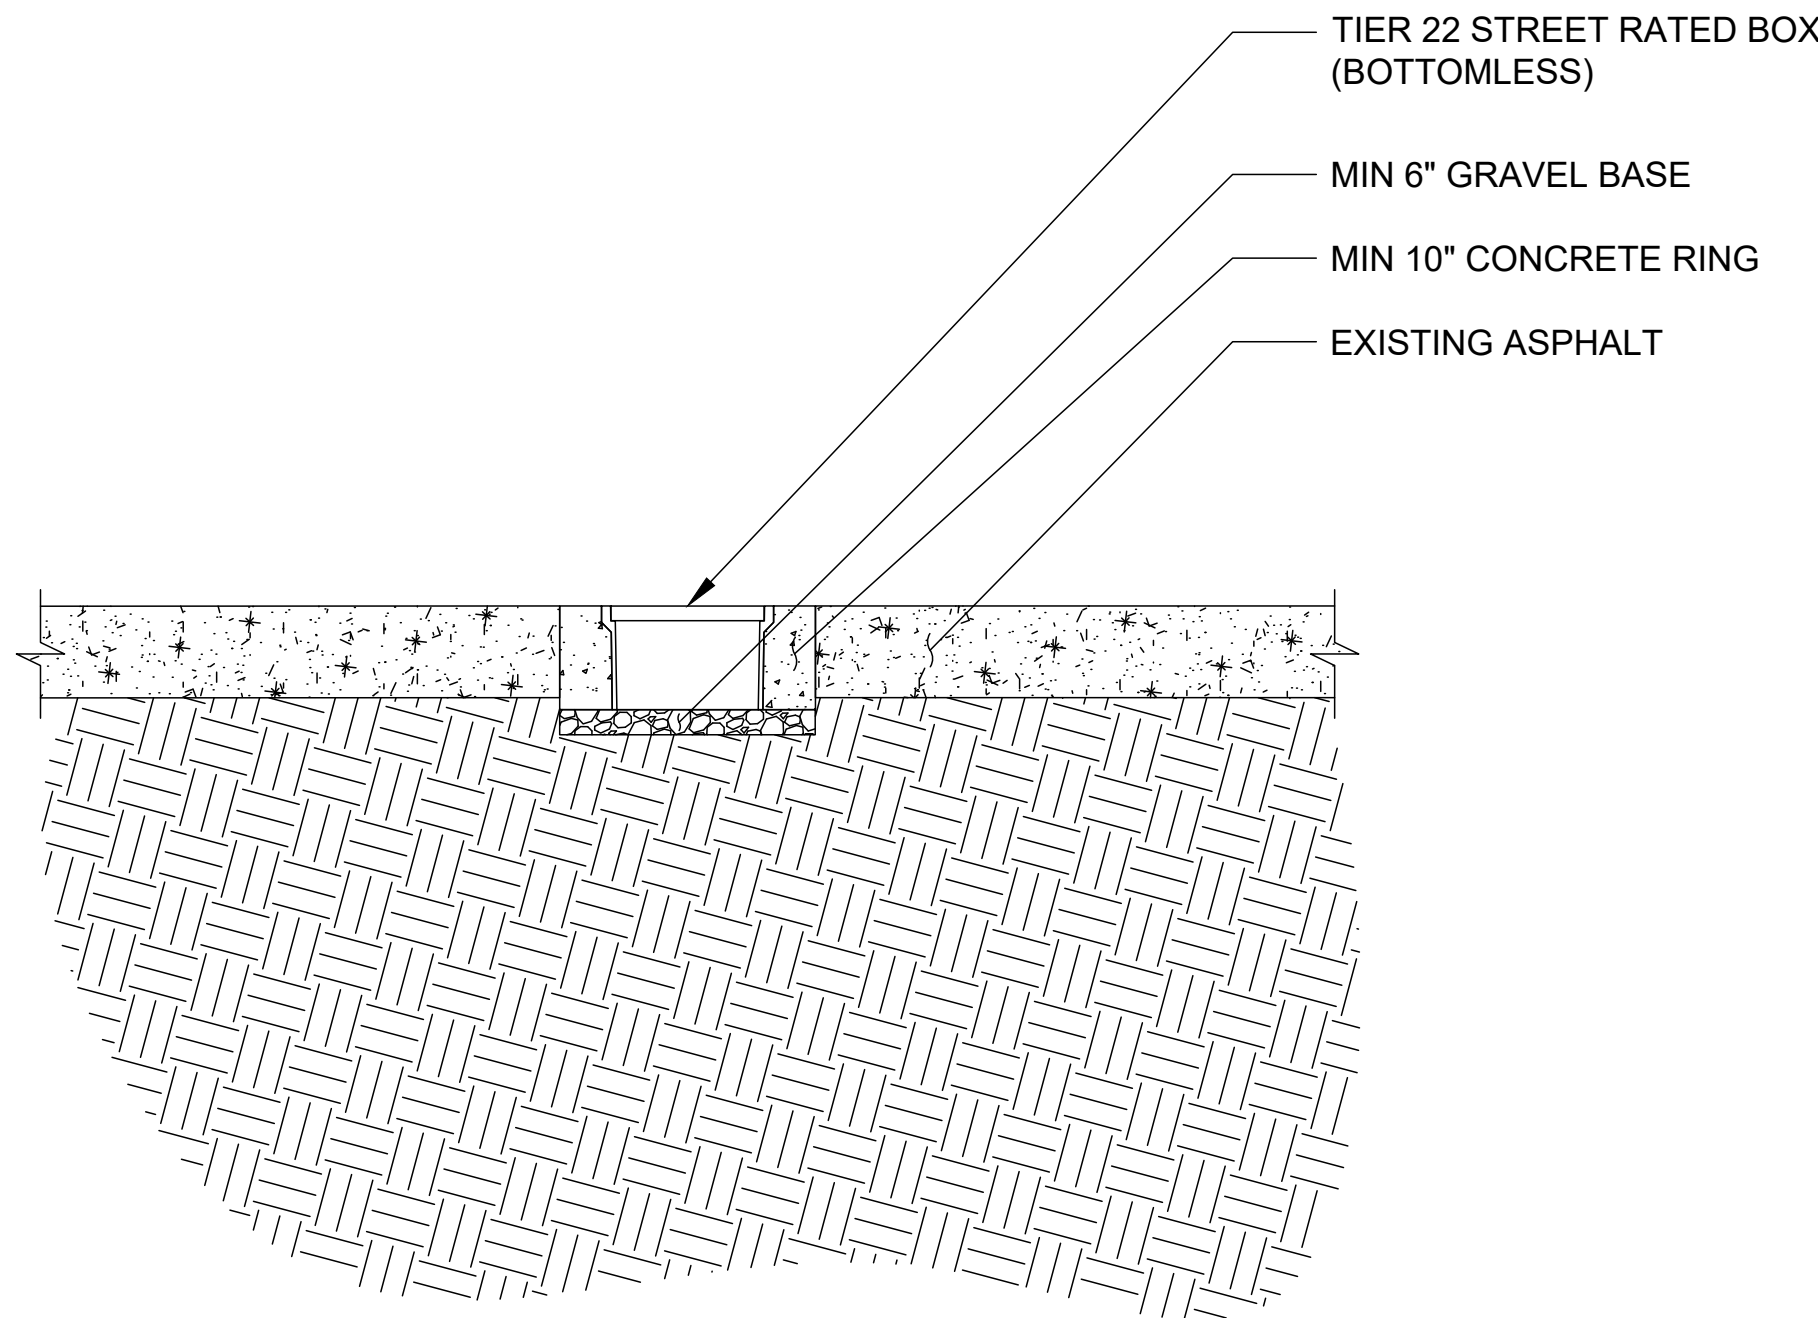 TIER 22 STREET RATED BOX
(BOTTOMLESS)
MIN 6" GRAVEL BASE
MIN 10" CONCRETE RING
EXISTING ASPHALT